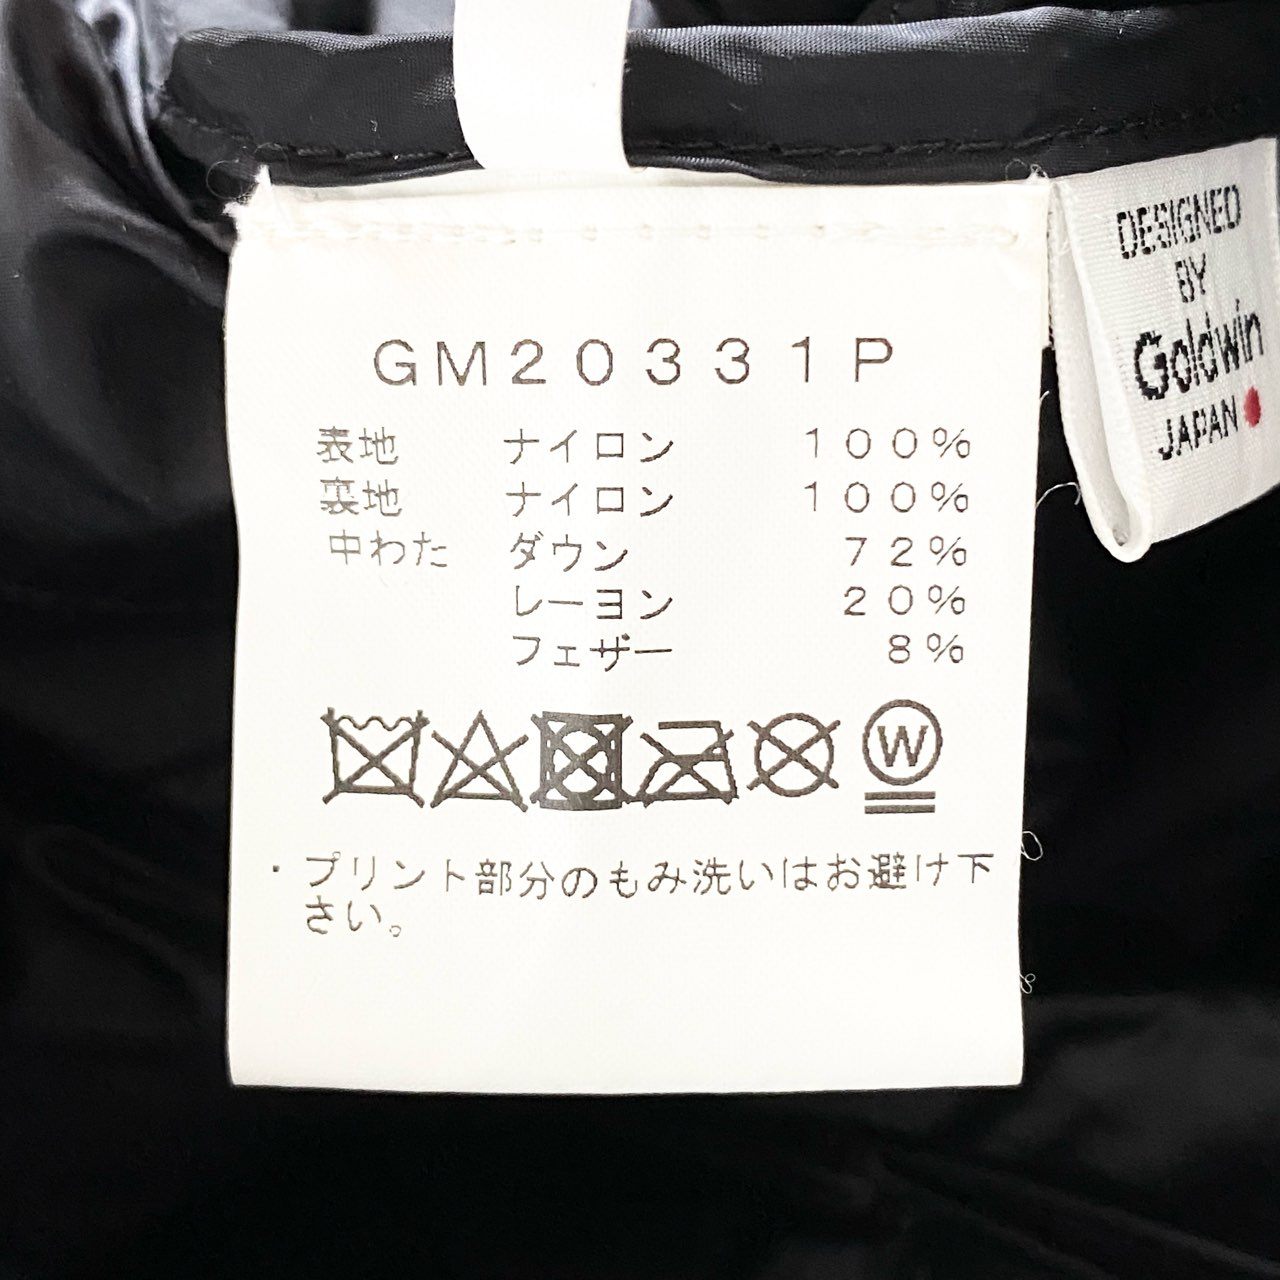 GM20331P
表地 ナイロン 100%
裏地 ナイロン 100%
中わた ダウン 72%
レーヨン 20%
フェザー 8%
W
・プリント部分のもみ洗いはお避け下
さい。
DESIGNED
BY
Goldwin
JAPAN